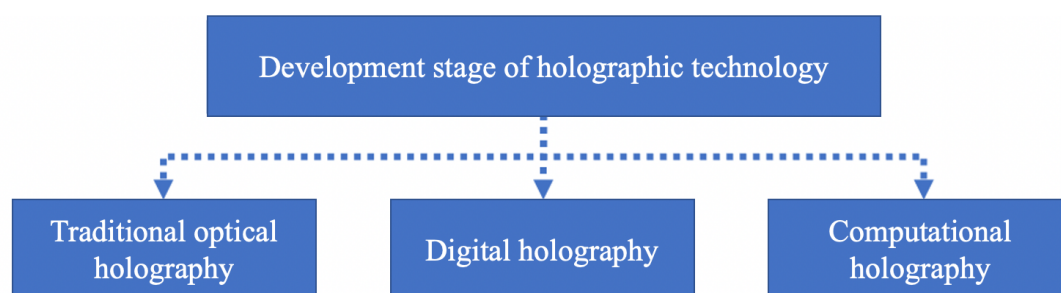 Development stage of holographic technology
Traditional optical
holography
Digital holography
Computational
holography